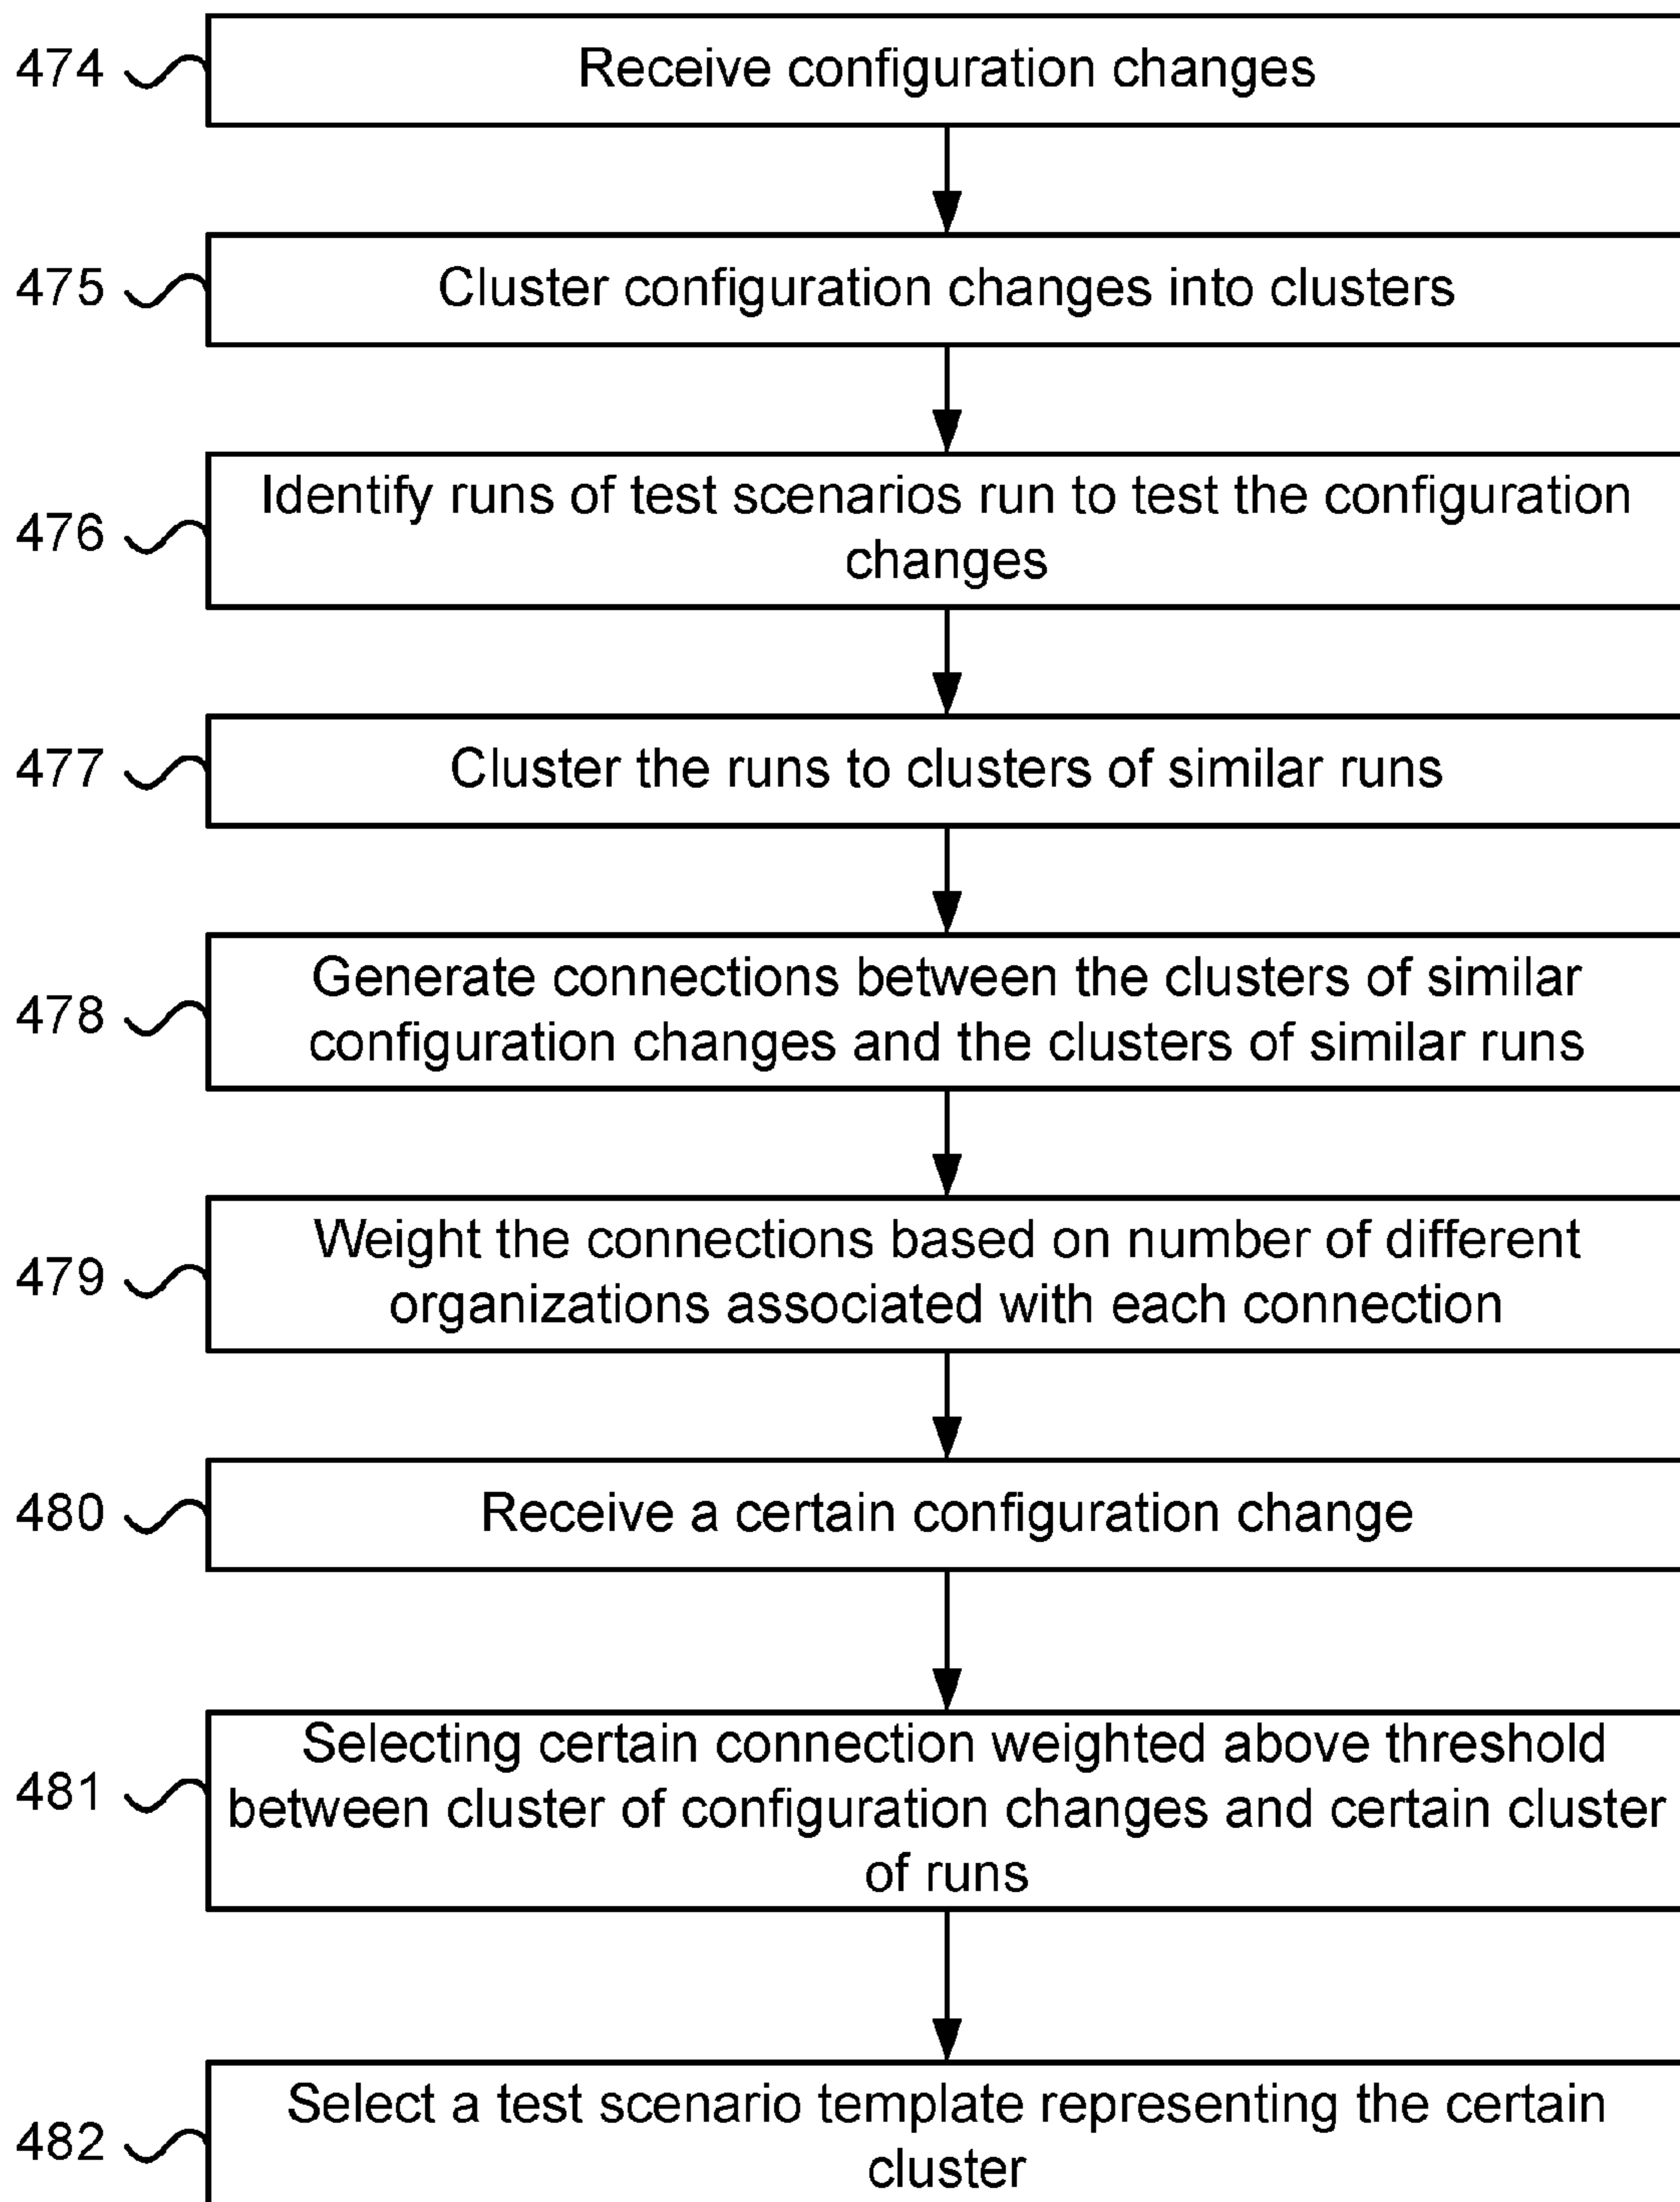 474 Receive configuration changes
475 Cluster configuration changes into clusters
476 Identify runs of test scenarios run to test the configuration
changes
477 Cluster the runs to clusters of similar runs
478 Generate connections between the clusters of similar
configuration changes and the clusters of similar runs
479 Weight the connections based on number of different
organizations associated with each connection
480 Receive a certain configuration change
481 Selecting certain connection weighted above threshold
between cluster of configuration changes and certain cluster
of runs
482 Select a test scenario template representing the certain
cluster